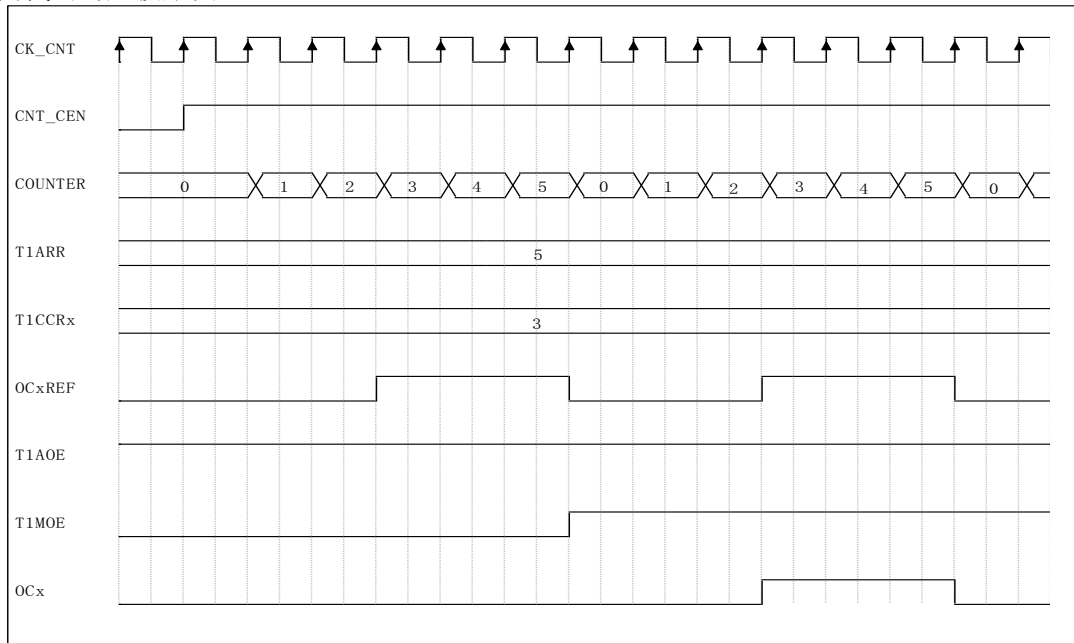 CK_CNT
CNT_CEN
COUNTER 0 1 2 3 4 5 0 1 2 3 4 5 0
T1ARR 5
T1CCRx 3
OCxREF
T1AOE
T1MOE
OCx